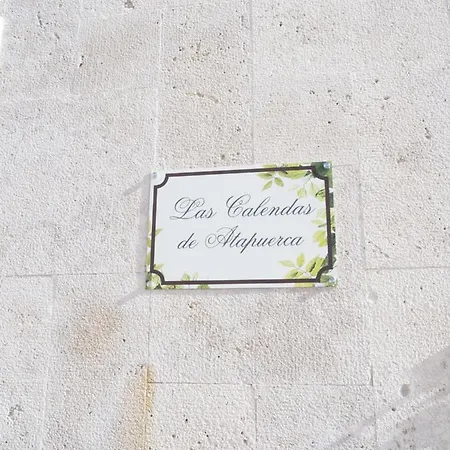 Las Calendas
de Atapuerca